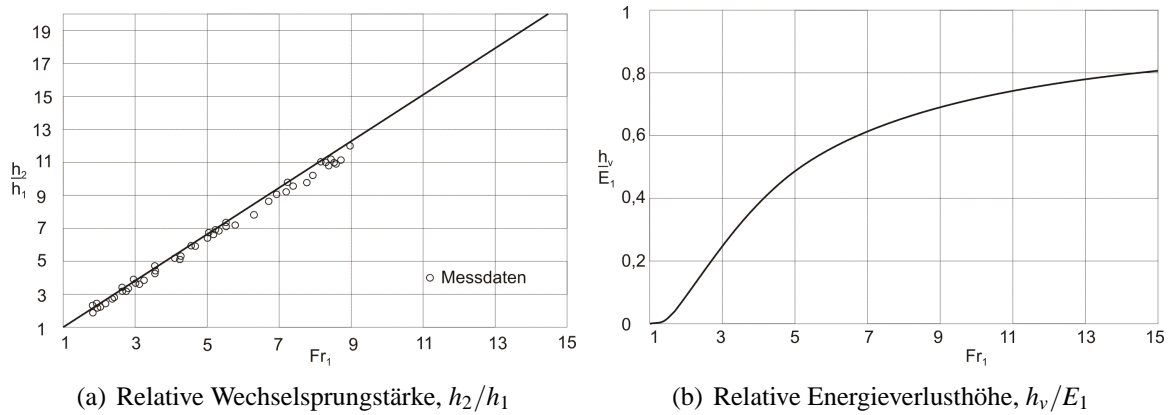 19
17
15
13
11
9
7
5
3
1
h₂
h₁
Messdaten
1 3 5 7 9 11 13 15
Fr₁
(a) Relative Wechselsprungstärke, h₂/h₁
1
0,8
0,6
0,4
0,2
0
hᵥ
E₁
1 3 5 7 9 11 13 15
Fr₁
(b) Relative Energieverlusthöhe, hᵥ/E₁